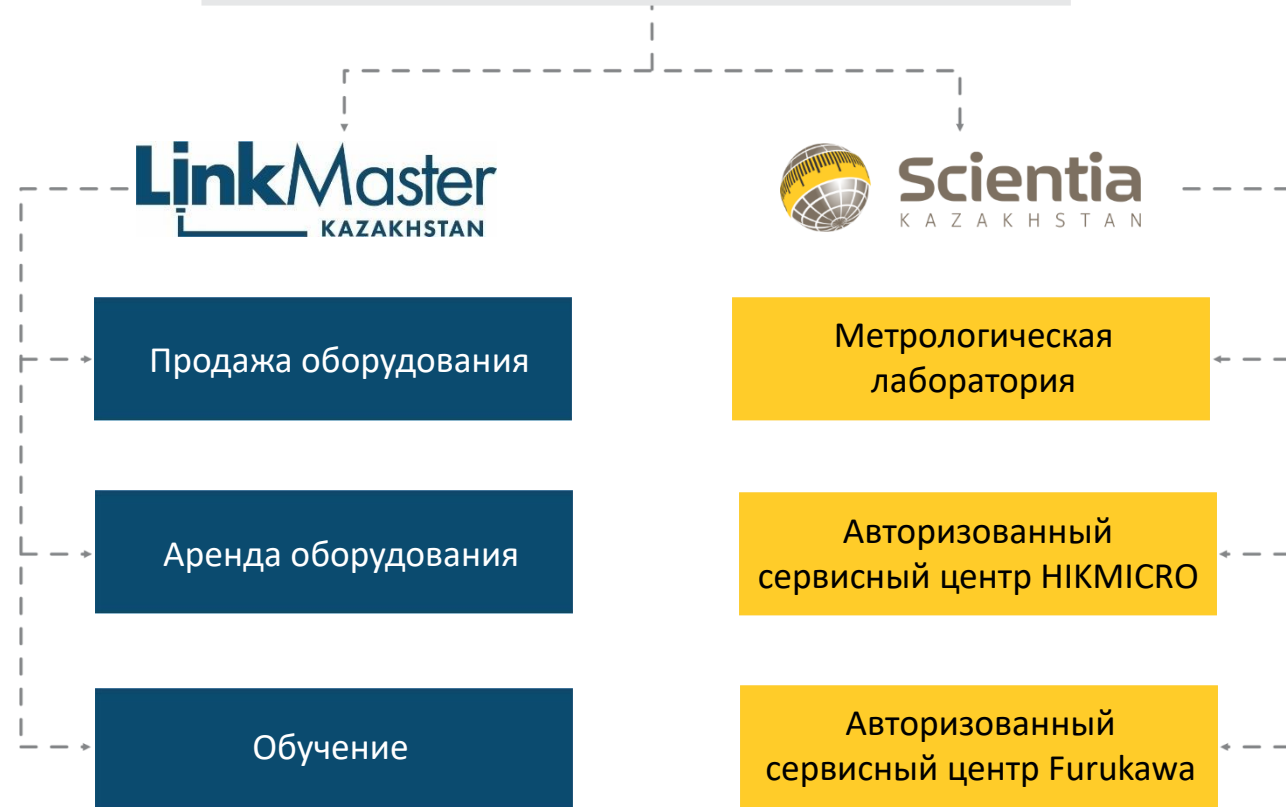 LinkMaster
KAZAKHSTAN
Scientia
KAZAKHSTAN
Продажа оборудования
Метрологическая
лаборатория
Аренда оборудования
Авторизованный
сервисный центр HIKMICRO
Обучение
Авторизованный
сервисный центр Furukawa